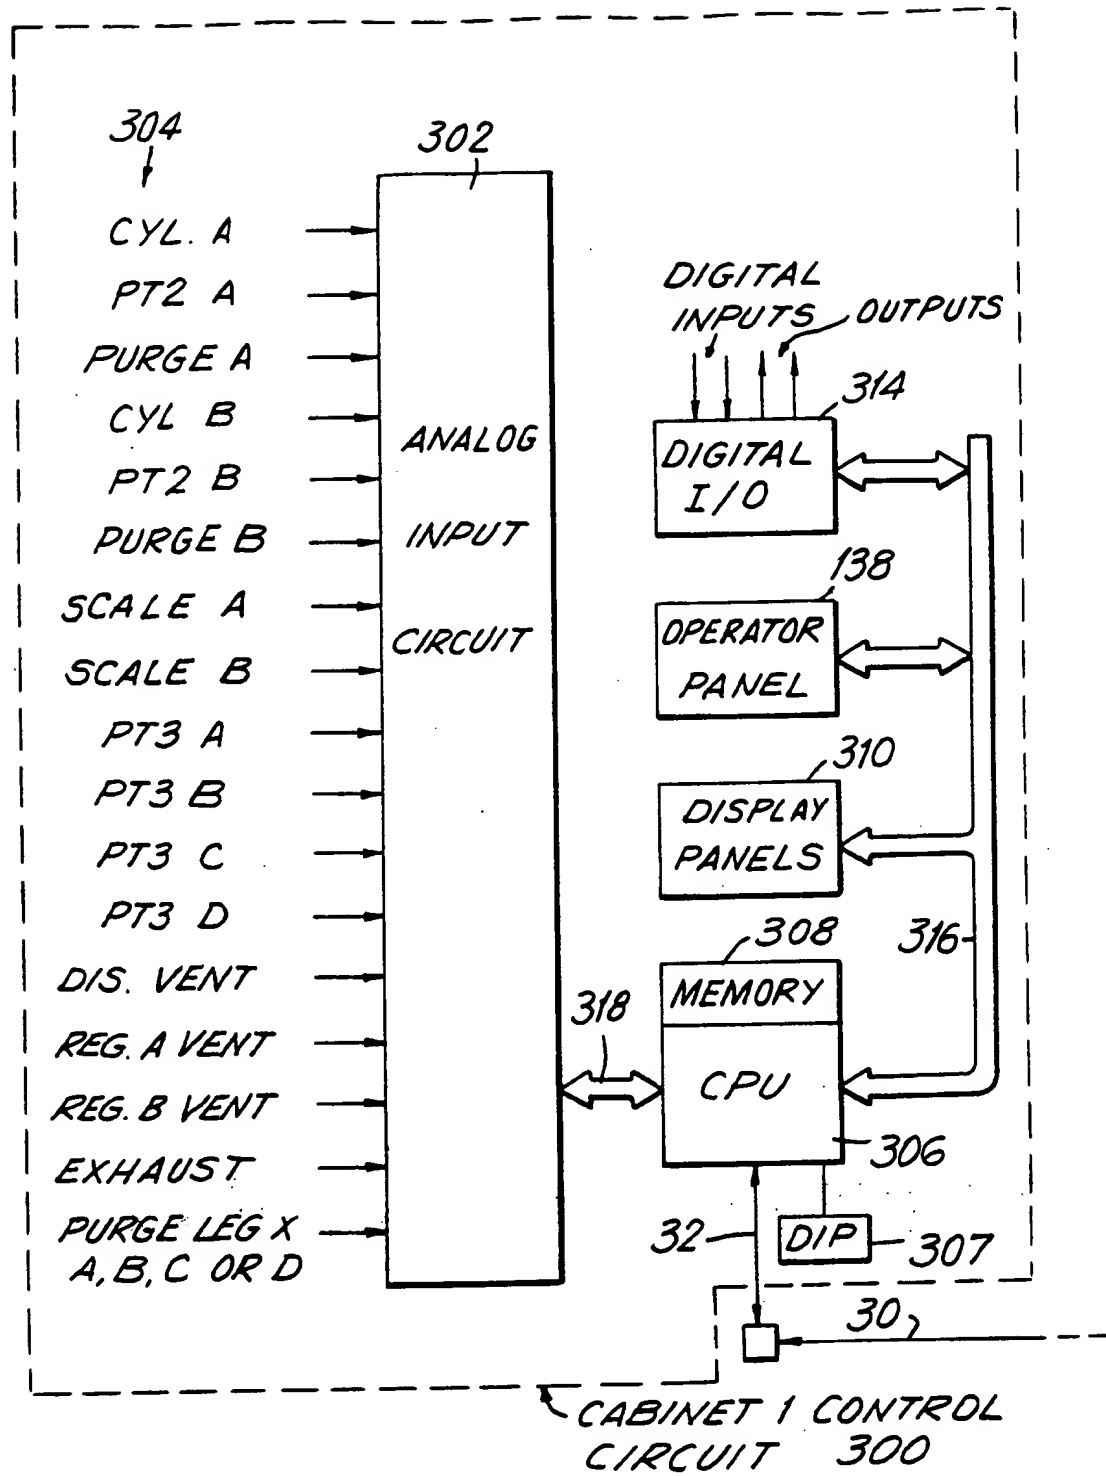 304
302
CYL. A
PT2 A
PURGE A
CYL B
PT2 B
PURGE B
SCALE A
SCALE B
PT3 A
PT3 B
PT3 C
PT3 D
DIS. VENT
REG. A VENT
REG. B VENT
EXHAUST
PURGE LEG X
A, B, C OR D
ANALOG
INPUT
CIRCUIT
DIGITAL
INPUTS
OUTPUTS
314
DIGITAL
I/O
138
OPERATOR
PANEL
310
DISPLAY
PANELS
316
308
MEMORY
318
CPU
306
32
DIP
307
30
CABINET 1 CONTROL
CIRCUIT 300